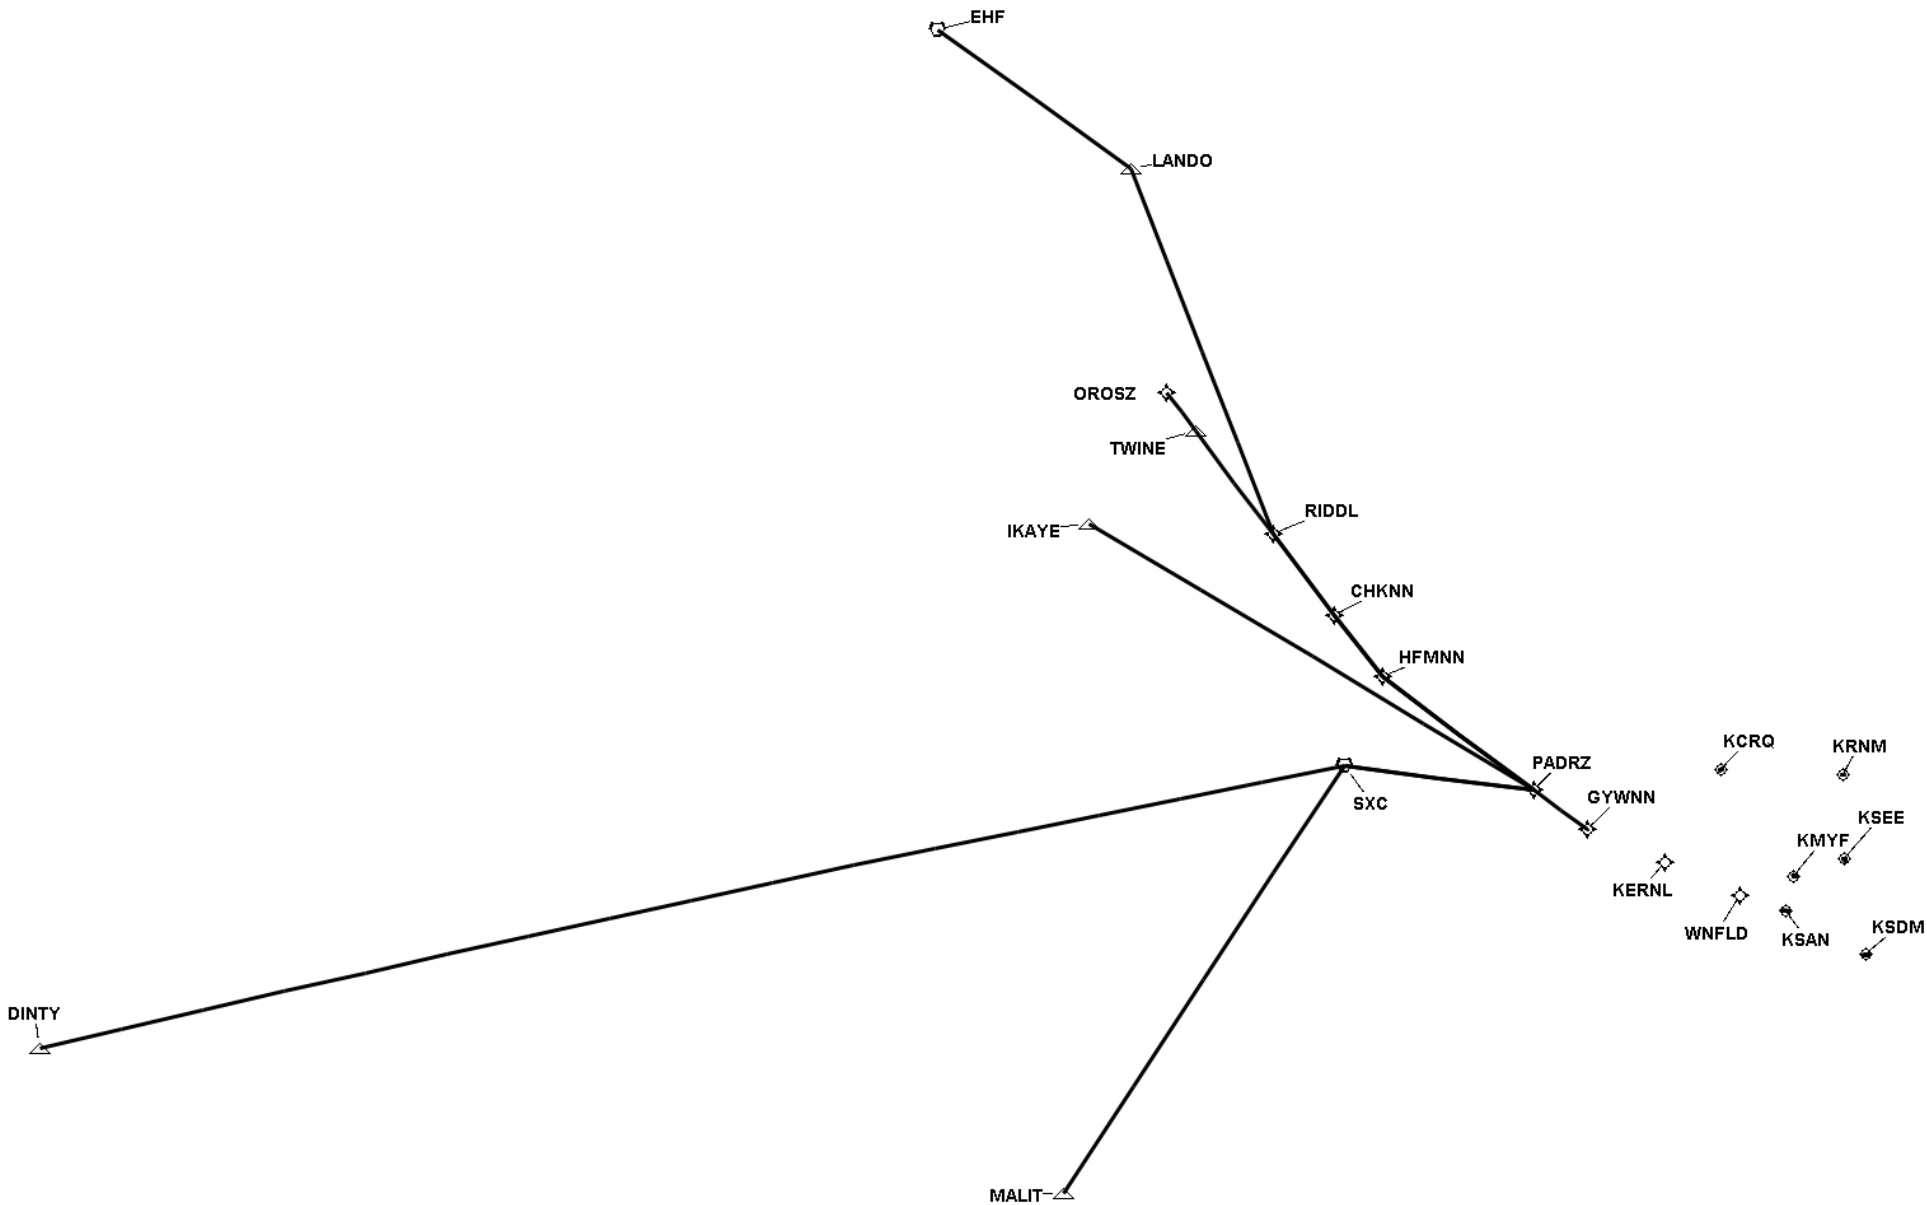 EHF
LANDO
OROSZ
TWINE
RIDDL
IKAYE
CHKNN
HFMNN
KCRQ
KRNM
PADRZ
GYWNN
SXC
KSEE
KMYF
KERNL
WNFLD
KSAN
KSDM
DINTY
MALIT